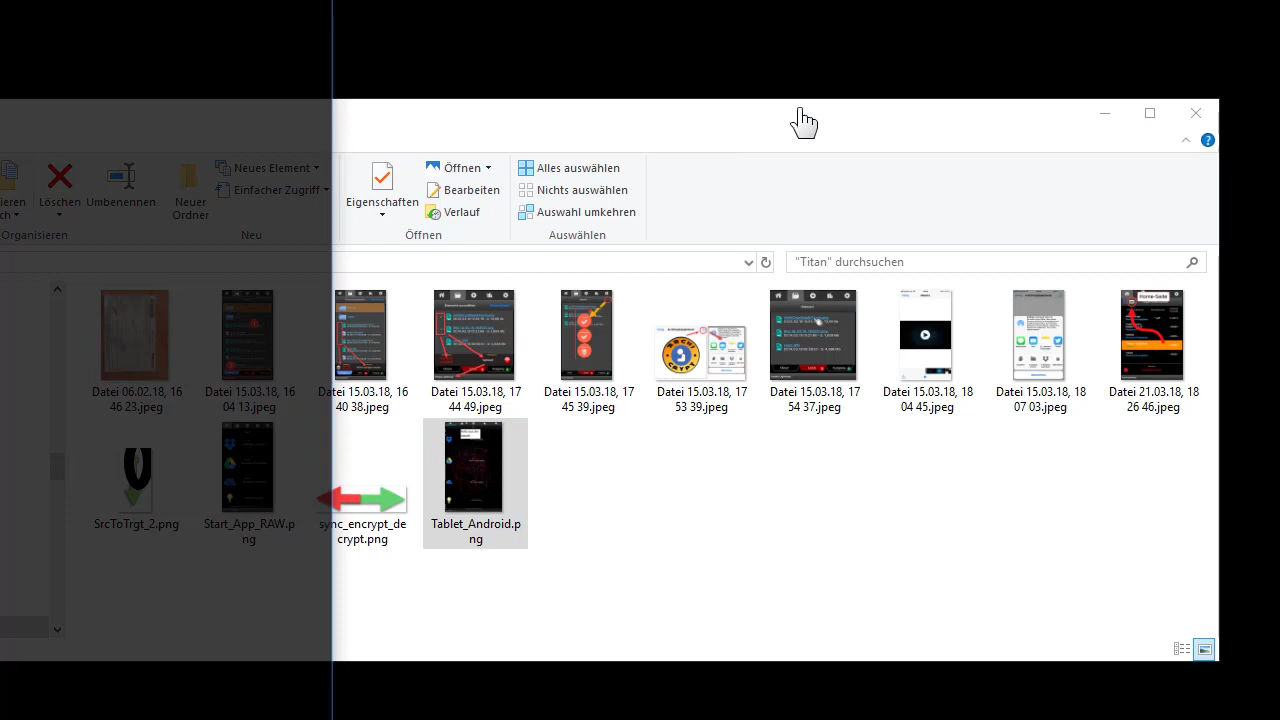 Neues Element
Öffnen
Alles auswählen
Einfacher Zugriff
Bearbeiten
Nichts auswählen
ieren
ch
Löschen
Umbenennen
Neuer
Ordner
Eigenschaften
Verlauf
Auswahl umkehren
Organisieren
Neu
Öffnen
Auswählen
"Titan" durchsuchen
Home-Seite
ARCHI
CRYPT
Datei 06.02.18, 16
46 23.jpeg
Datei 15.03.18, 16
04 13.jpeg
Datei 15.03.18, 16
40 38.jpeg
Datei 15.03.18, 17
44 49.jpeg
Datei 15.03.18, 17
45 39.jpeg
Datei 15.03.18, 17
53 39.jpeg
Datei 15.03.18, 17
54 37.jpeg
Datei 15.03.18, 18
04 45.jpeg
Datei 15.03.18, 18
07 03.jpeg
Datei 21.03.18, 18
26 46.jpeg
SrcToTrgt_2.png
Start_App_RAW.p
ng
sync_encrypt_de
crypt.png
Tablet_Android.p
ng